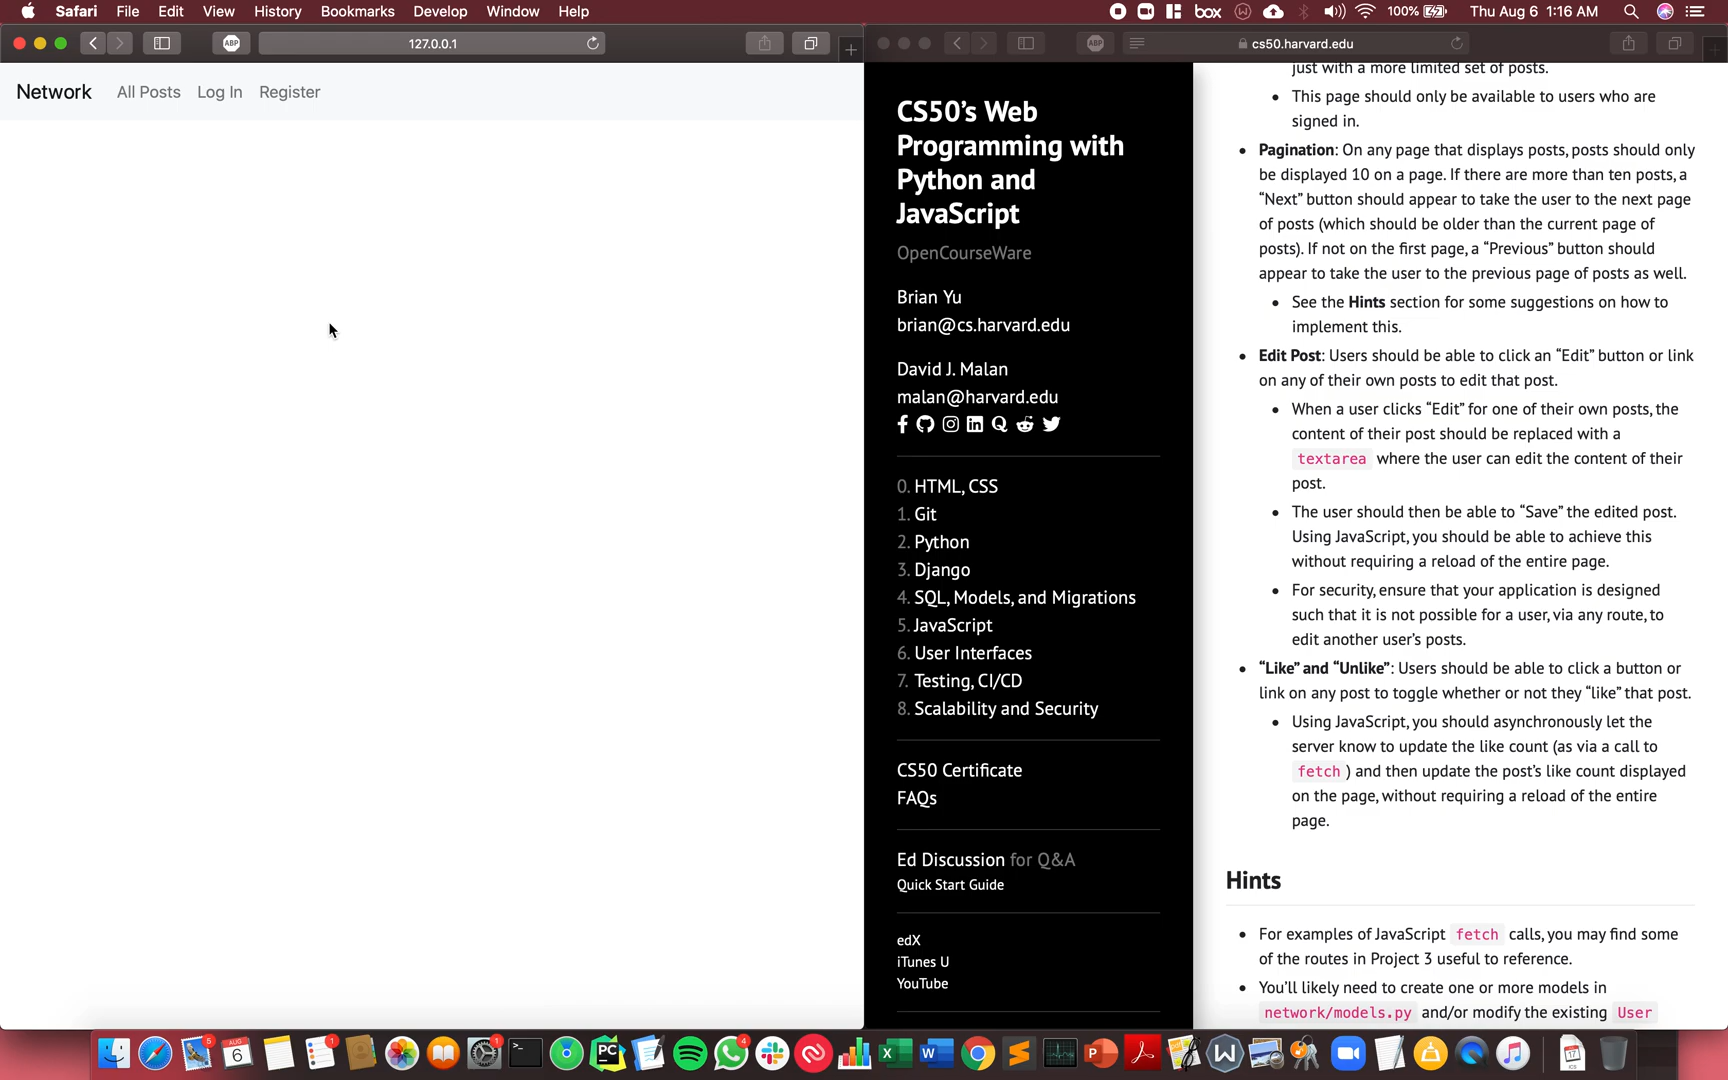 Safari File Edit View History Bookmarks Develop Window Help
box 100% Thu Aug 6 1:16 AM
ABP 127.0.0.1
Network All Posts Log In Register
ABP cs50.harvard.edu
CS50’s Web
Programming with
Python and
JavaScript
OpenCourseWare
Brian Yu
brian@cs.harvard.edu
David J. Malan
malan@harvard.edu
0. HTML, CSS
1. Git
2. Python
3. Django
4. SQL, Models, and Migrations
5. JavaScript
6. User Interfaces
7. Testing, CI/CD
8. Scalability and Security
CS50 Certificate
FAQs
Ed Discussion for Q&A
Quick Start Guide
edX
iTunes U
YouTube
just with a more limited set of posts.
• This page should only be available to users who are
signed in.
• Pagination: On any page that displays posts, posts should only
be displayed 10 on a page. If there are more than ten posts, a
“Next” button should appear to take the user to the next page
of posts (which should be older than the current page of
posts). If not on the first page, a “Previous” button should
appear to take the user to the previous page of posts as well.
• See the Hints section for some suggestions on how to
implement this.
• Edit Post: Users should be able to click an “Edit” button or link
on any of their own posts to edit that post.
• When a user clicks “Edit” for one of their own posts, the
content of their post should be replaced with a
textarea where the user can edit the content of their
post.
• The user should then be able to “Save” the edited post.
Using JavaScript, you should be able to achieve this
without requiring a reload of the entire page.
• For security, ensure that your application is designed
such that it is not possible for a user, via any route, to
edit another user’s posts.
• “Like” and “Unlike”: Users should be able to click a button or
link on any post to toggle whether or not they “like” that post.
• Using JavaScript, you should asynchronously let the
server know to update the like count (as via a call to
fetch ) and then update the post’s like count displayed
on the page, without requiring a reload of the entire
page.
Hints
• For examples of JavaScript fetch calls, you may find some
of the routes in Project 3 useful to reference.
• You’ll likely need to create one or more models in
network/models.py and/or modify the existing User